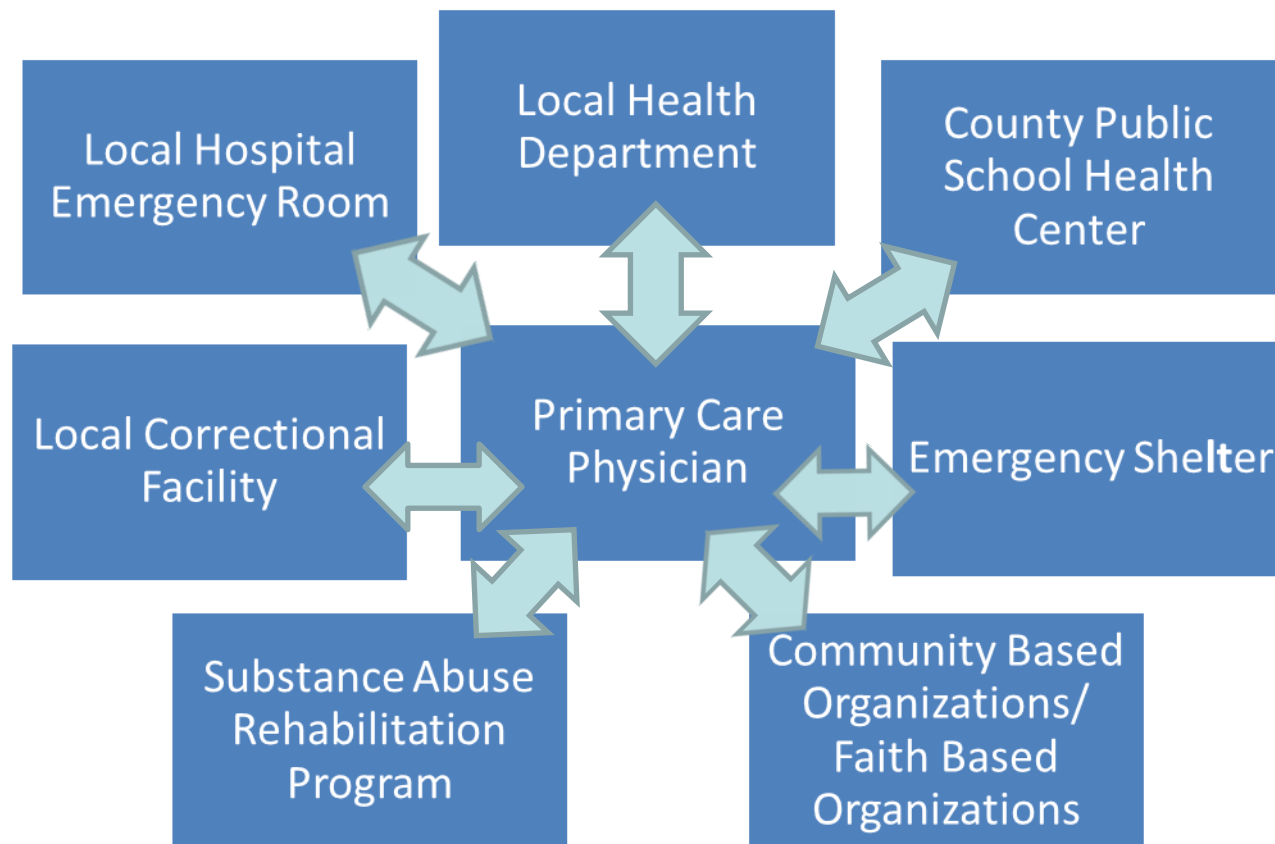 Local Health
Department
Local Hospital
Emergency Room
County Public
School Health
Center
Local Correctional
Facility
Primary Care
Physician
Emergency Shelter
Substance Abuse
Rehabilitation
Program
Community Based
Organizations/
Faith Based
Organizations